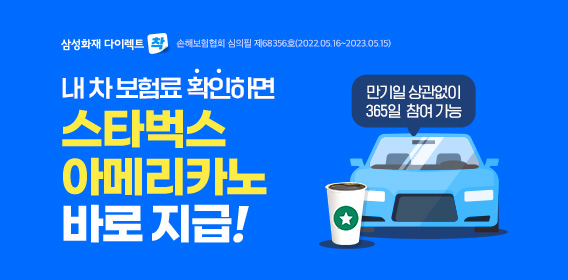 삼성화재 다이렉트 착 손해보험협회 심의필 제68356호(2022.05.16~2023.05.15)
내 차 보험료 확인하면
스타벅스
아메리카노
바로 지급!
만기일 상관없이
365일 참여 가능